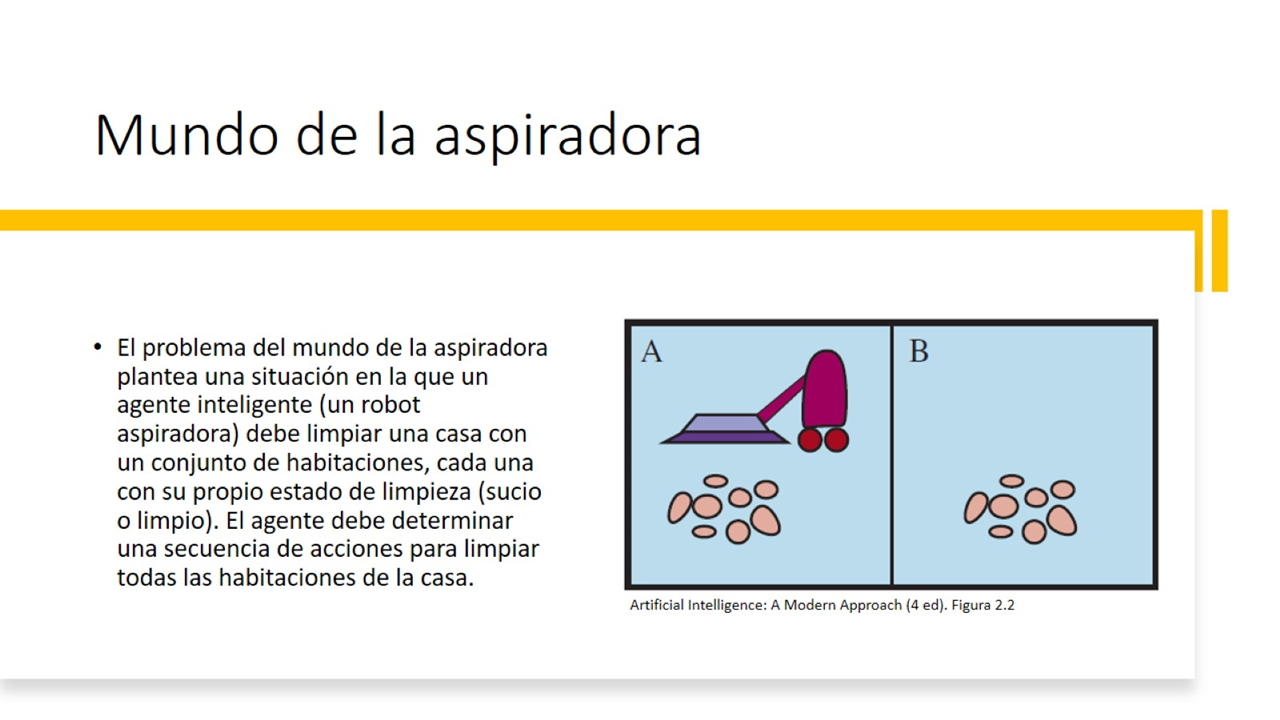 Mundo de la aspiradora
• El problema del mundo de la aspiradora
plantea una situación en la que un
agente inteligente (un robot
aspiradora) debe limpiar una casa con
un conjunto de habitaciones, cada una
con su propio estado de limpieza (sucio
o limpio). El agente debe determinar
una secuencia de acciones para limpiar
todas las habitaciones de la casa.
A
B
Artificial Intelligence: A Modern Approach (4 ed). Figura 2.2